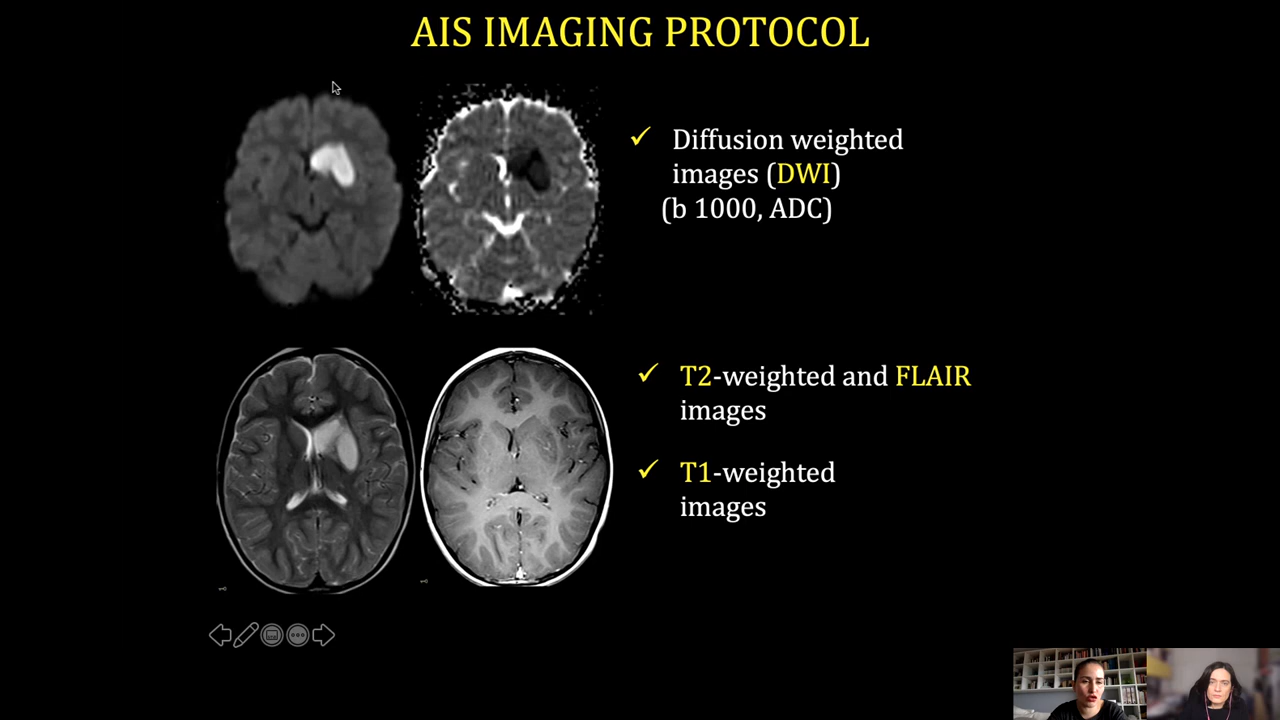 AIS IMAGING PROTOCOL
✓ Diffusion weighted
images (DWI)
(b 1000, ADC)
✓ T2-weighted and FLAIR
images
✓ T1-weighted
images